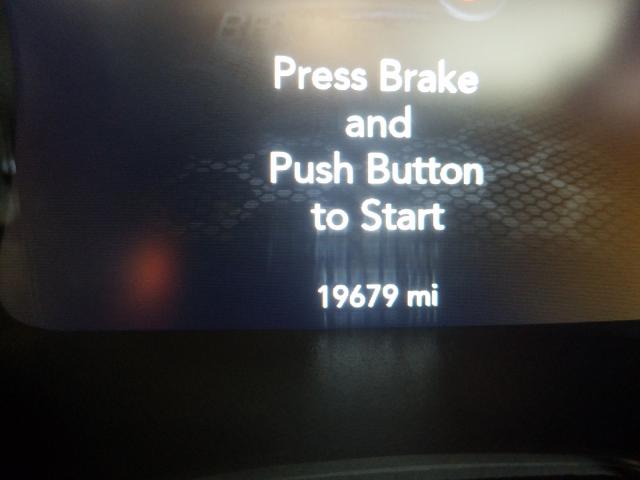 Press Brake
and
Push Button
to Start
19679 mi